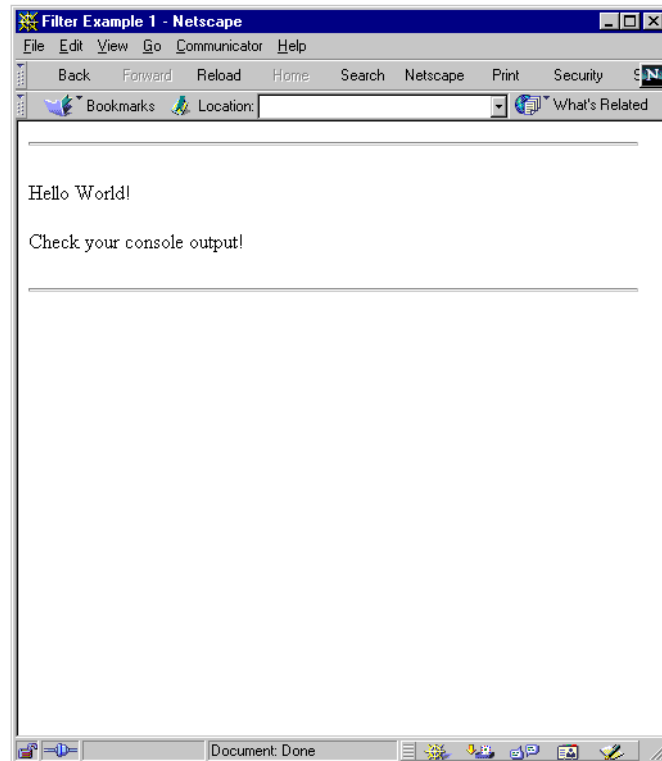 Filter Example 1 - Netscape
File Edit View Go Communicator Help
Back Forward Reload Home Search Netscape Print Security S N
Bookmarks Location: What's Related
Hello World!
Check your console output!
Document: Done